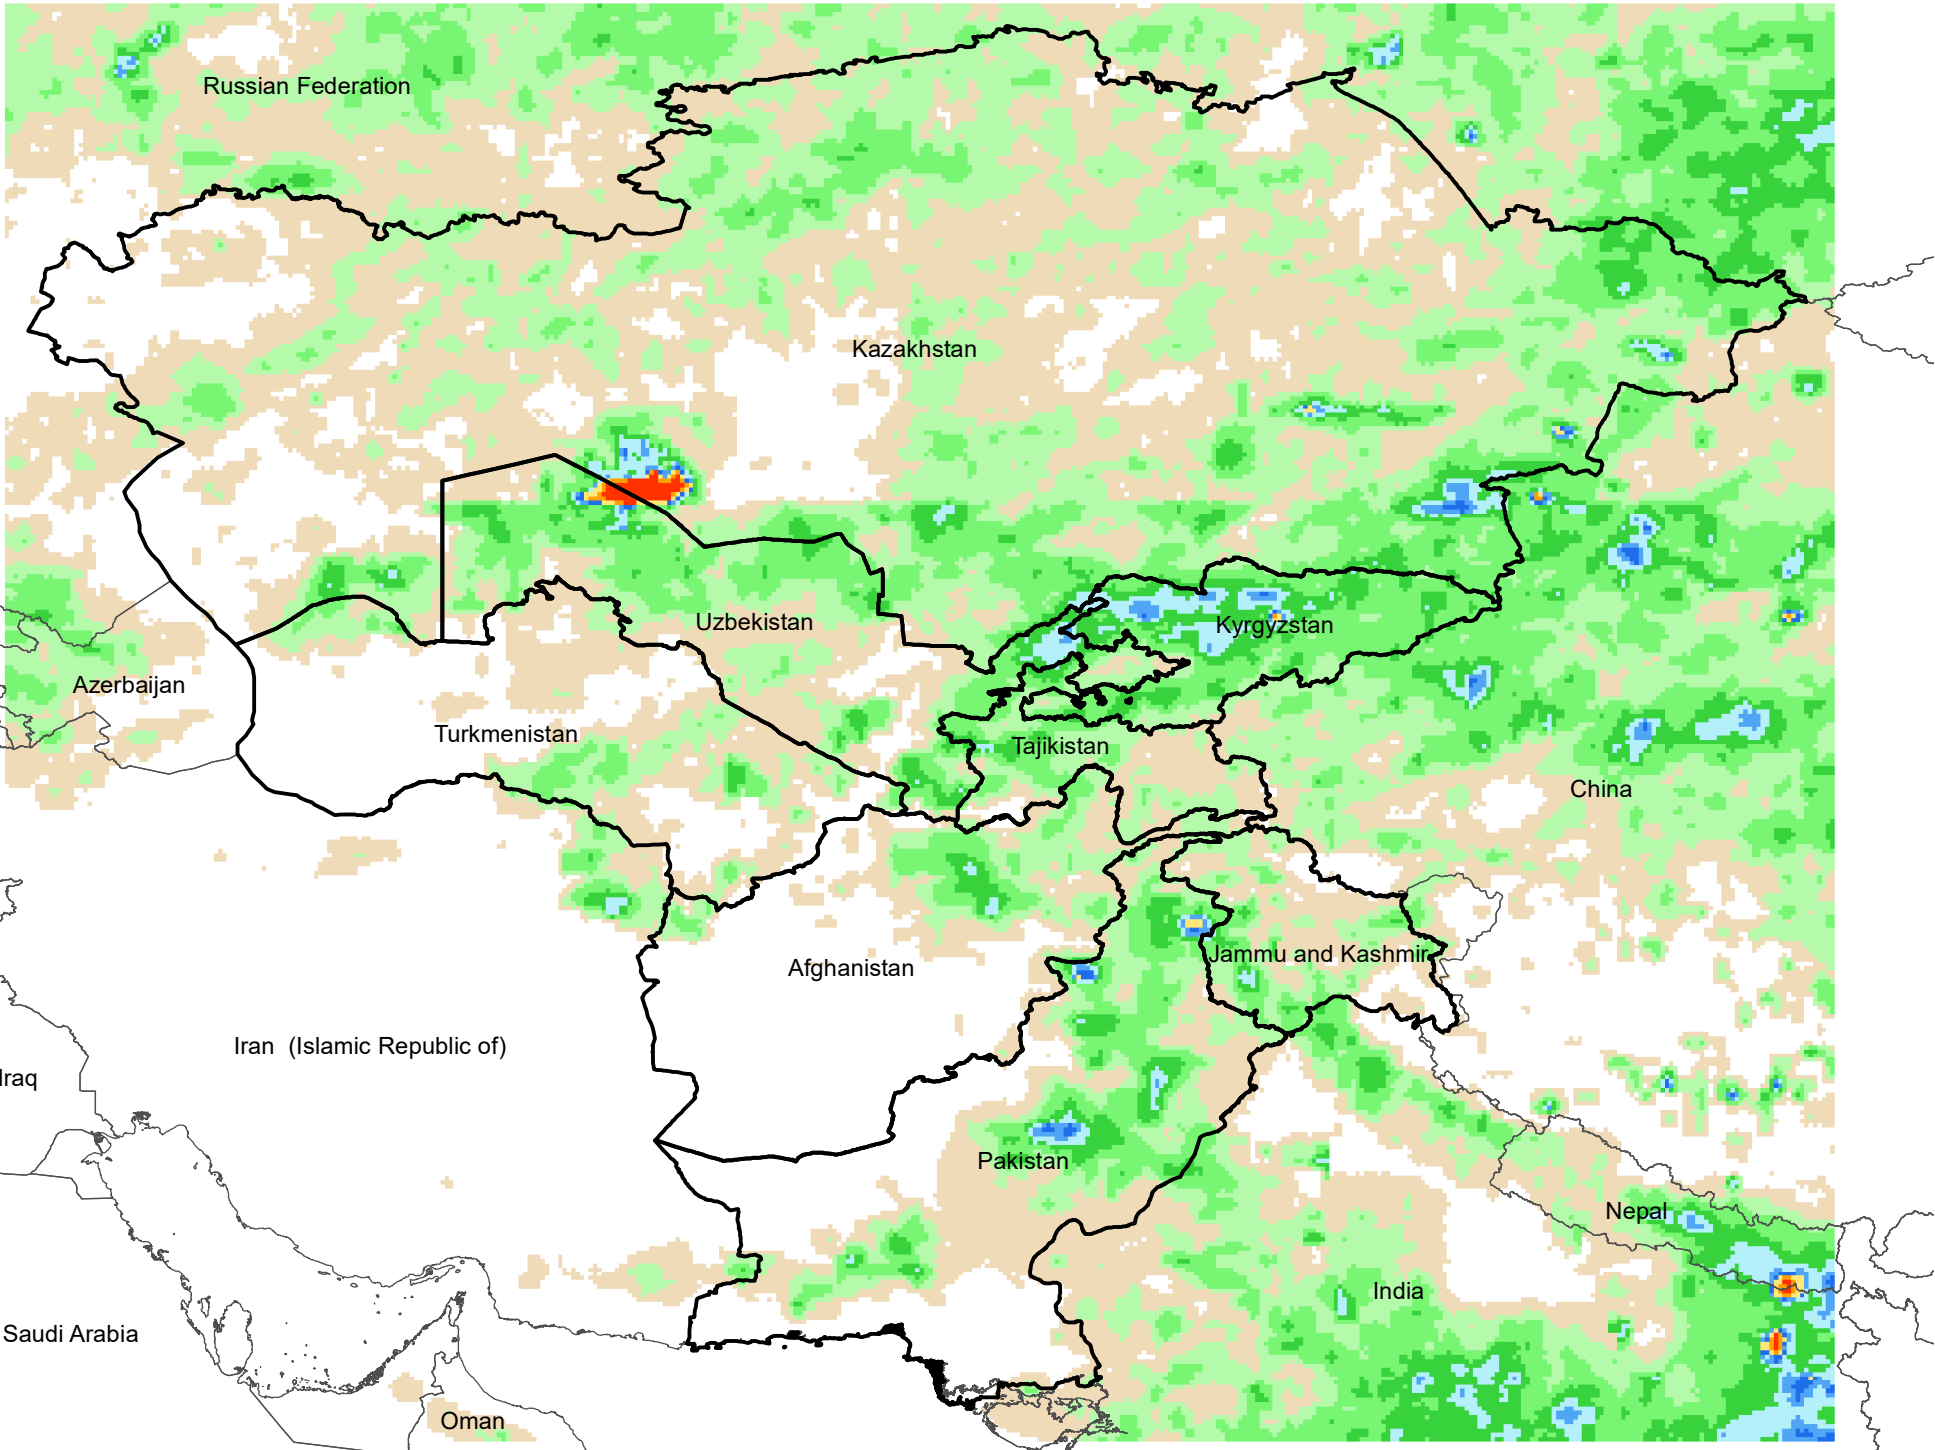 Russian Federation
Kazakhstan
Uzbekistan
Kyrgyzstan
Azerbaijan
Turkmenistan
Tajikistan
China
Jammu and Kashmir
Afghanistan
Iran  (Islamic Republic of)
Iraq
Pakistan
Nepal
India
Saudi Arabia
Oman